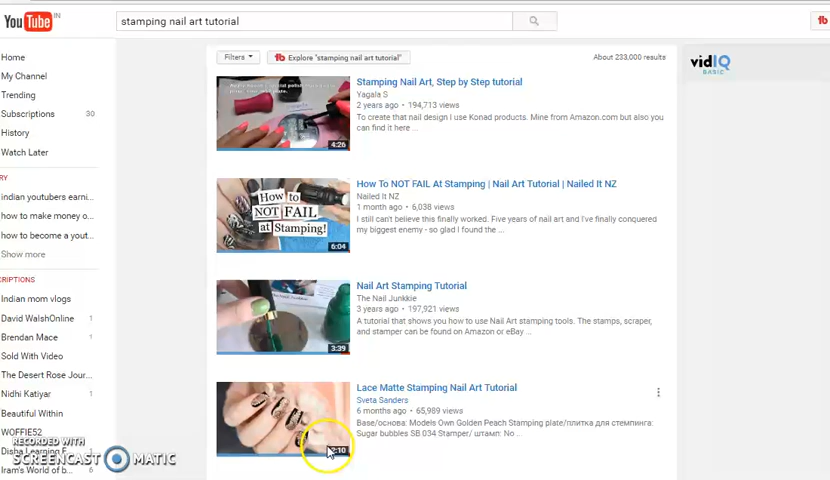 YouTube IN
stamping nail art tutorial
Home
My Channel
Trending
Subscriptions 30
History
Watch Later
RY
indian youtubers earni...
how to make money o...
how to become a yout...
Show more
CRIPTIONS
Indian mom vlogs
David WalshOnline 1
Brendan Mace 1
Sold With Video
The Desert Rose Jour...
Nidhi Katiyar 1
Beautiful Within
WOFFIE52
Disha Learning
Iram's World of b... 1
RECORDED WITH
SCREENCAST MATIC
Filters
Explore "stamping nail art tutorial"
About 233,000 results
4:26
Stamping Nail Art, Step by Step tutorial
Yagala S
2 years ago • 194,713 views
To create that nail design I use Konad products. Mine from Amazon.com but also you
can find it here ...
How to
NOT FAIL
at Stamping!
6:04
How To NOT FAIL At Stamping | Nail Art Tutorial | Nailed It NZ
Nailed It NZ
1 month ago • 6,038 views
I still can't believe this finally worked. Five years of nail art and I've finally conquered
my biggest enemy - so glad I found the ...
3:39
Nail Art Stamping Tutorial
The Nail Junkkie
3 years ago • 197,921 views
A tutorial that shows you how to use Nail Art stamping tools. The stamps, scraper,
and stamper can be found on Amazon or eBay ...
:10
Lace Matte Stamping Nail Art Tutorial
Sveta Sanders
6 months ago • 65,989 views
Base/основа: Models Own Golden Peach Stamping plate/плитка для стемпинга:
Sugar bubbles SB 034 Stamper/ штамп: No ...
vidIQ
BASIC